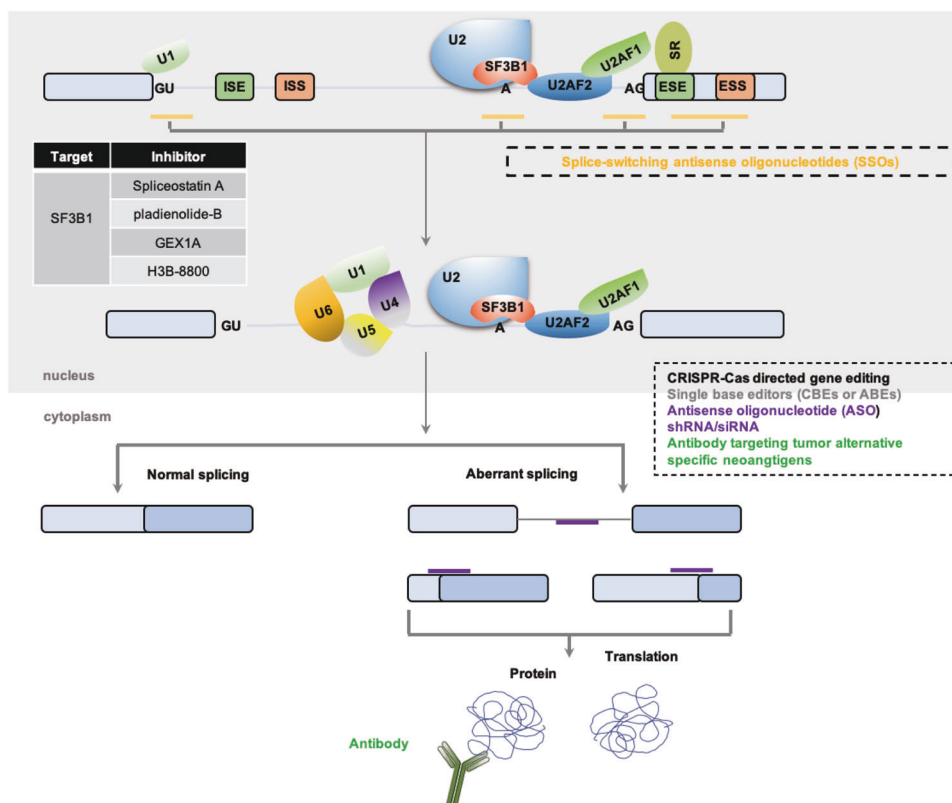 U2
U2AF1
SR
U1
SF3B1
GU
ISE
ISS
A
U2AF2
AG
ESE
ESS
Target
Inhibitor
SF3B1
Spliceostatin A
pladienolide-B
GEX1A
H3B-8800
Splice-switching antisense oligonucleotides (SSOs)
U1
U2
U6
U4
U5
SF3B1
U2AF1
GU
A
U2AF2
AG
nucleus
cytoplasm
CRISPR-Cas directed gene editing
Single base editors (CBEs or ABEs)
Antisense oligonucleotide (ASO)
shRNA/siRNA
Antibody targeting tumor alternative
specific neoangtigens
Normal splicing
Aberrant splicing
Translation
Protein
Antibody